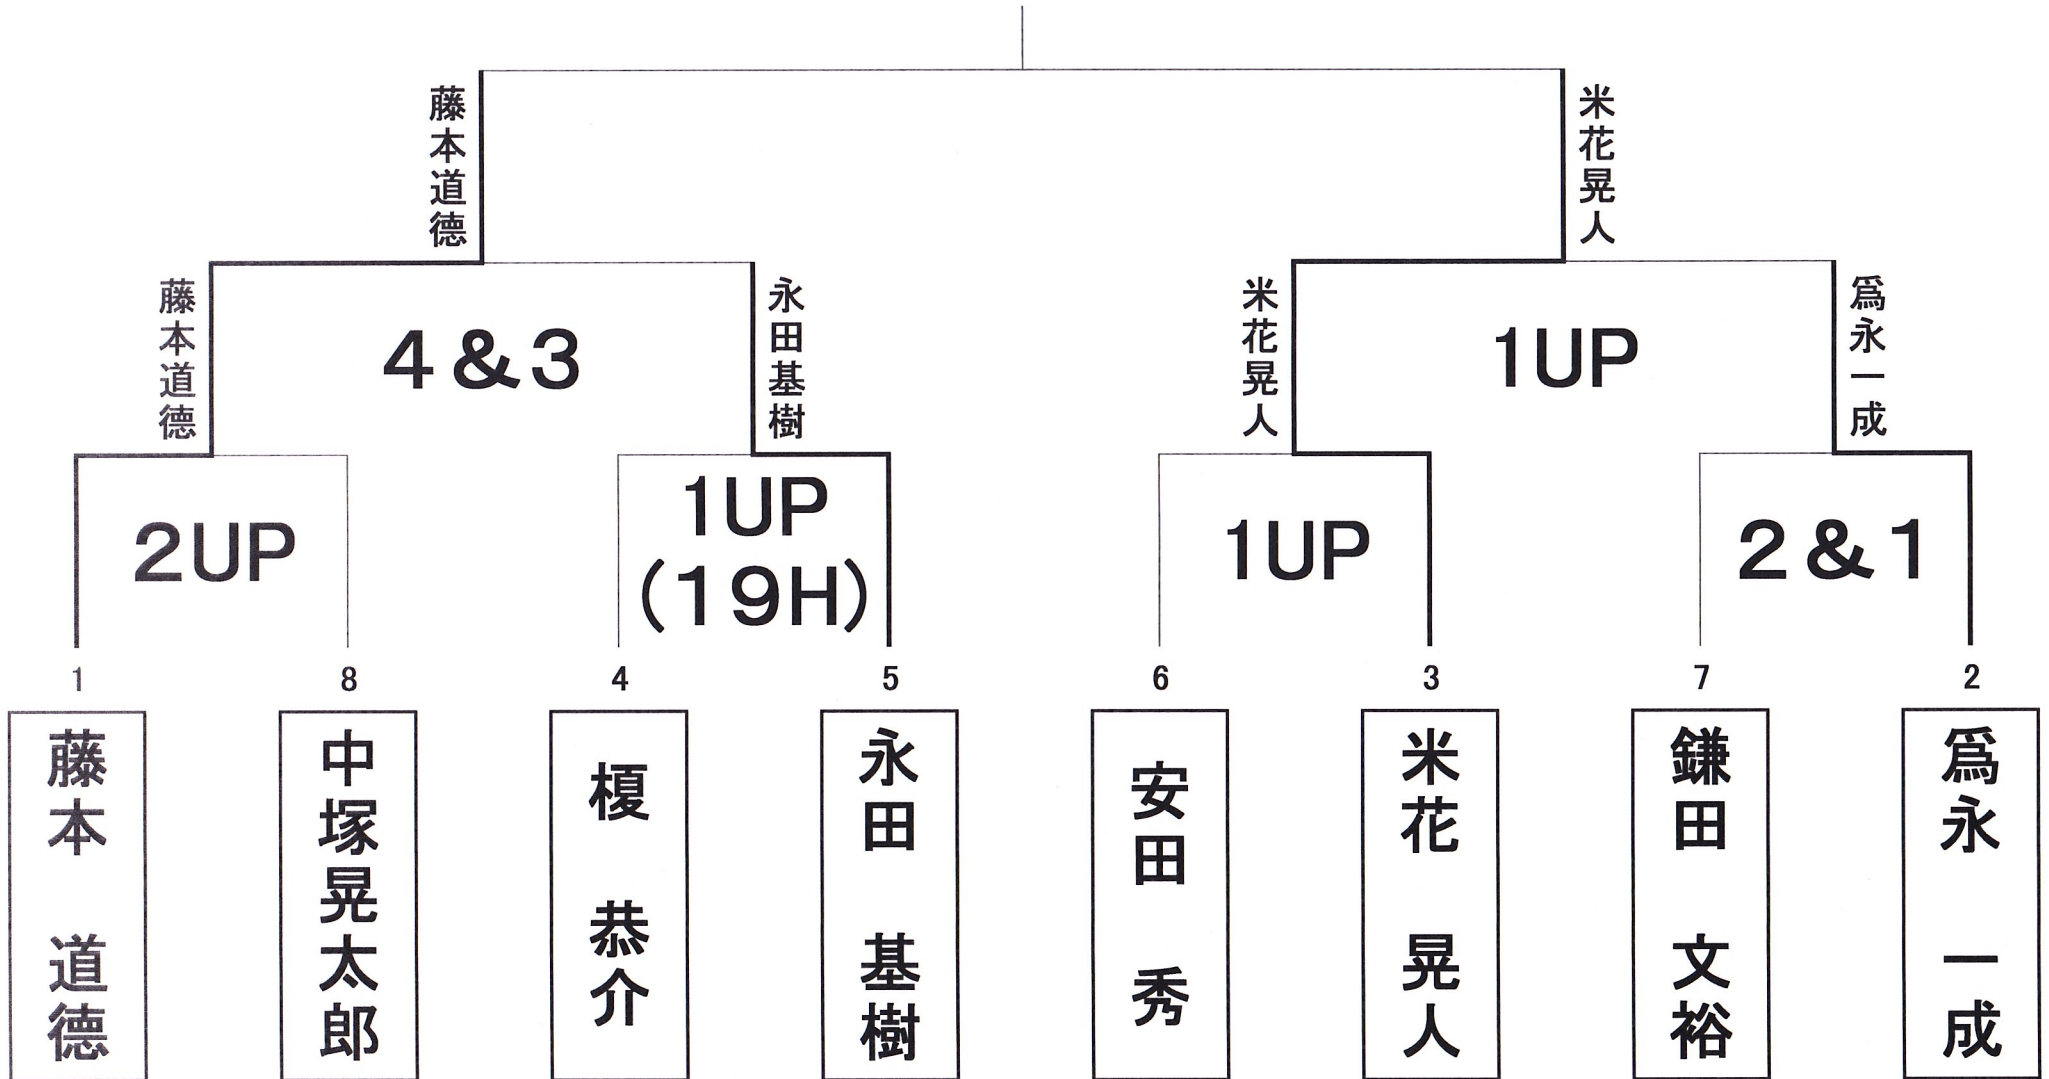 藤本道徳
米花晃人
藤本道徳
永田基樹
米花晃人
爲永一成
4&3
1UP
2UP
1UP
(19H)
1UP
2&1
1
8
4
5
6
3
7
2
藤本 道徳
中塚晃太郎
榎 恭介
永田 基樹
安田 秀
米花 晃人
鎌田 文裕
爲永 一成